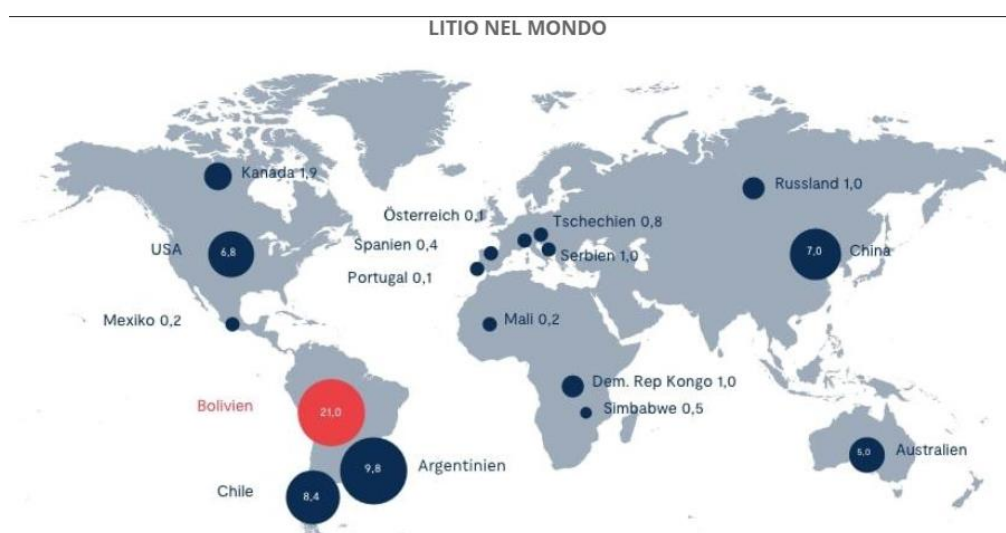 LITIO NEL MONDO
Kanada 1,9
Russland 1,0
Österreich 0,1
Tschechien 0,8
USA
6,8
Spanien 0,4
Serbien 1,0
7,0
China
Portugal 0,1
Mexiko 0,2
Mali 0,2
Dem. Rep Kongo 1,0
Bolivien
21,0
Simbabwe 0,5
Argentinien
9,8
5,0
Australien
Chile
8,4